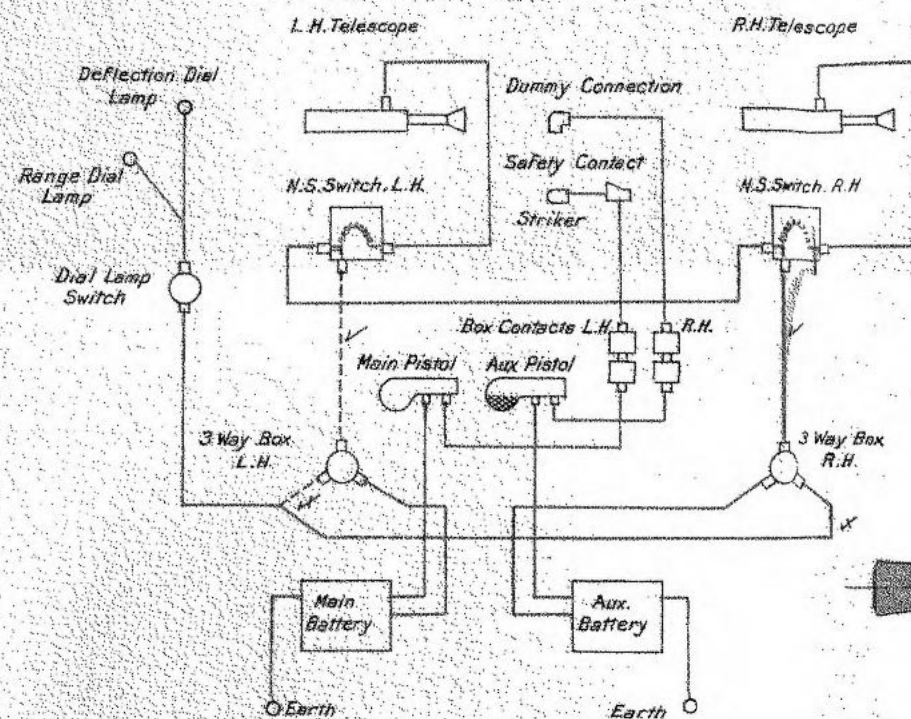 L.H. Telescope
R.H. Telescope
Deflection Dial
Lamp
Dummy Connection
Range Dial
Lamp
Safety Contact
N.S. Switch. L.H.
Striker
N.S. Switch. R.H
Dial Lamp
Switch
Box Contacts L.H.
R.H.
Main Pistol
Aux Pistol
3 Way Box
L.H.
3 Way Box
R.H.
Main
Battery
Aux.
Battery
Earth
Earth